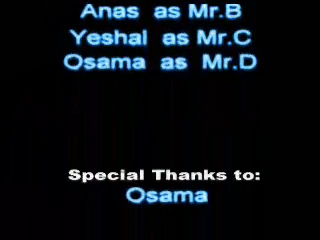 Anas as Mr.B
Yeshal as Mr.C
Osama as Mr.D
Special Thanks to:
Osama